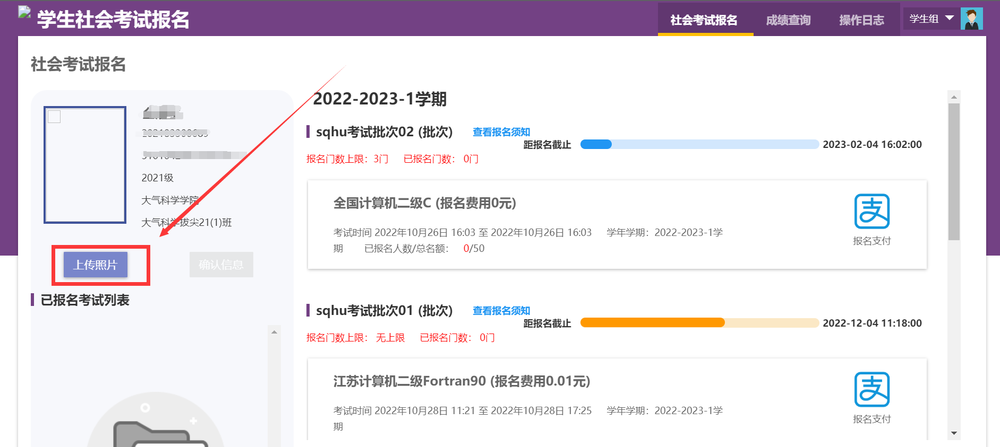 学生社会考试报名
社会考试报名
成绩查询
操作日志
学生组
社会考试报名
2021级
大气科学学院
大气科学拔尖21(1)班
上传照片
确认信息
已报名考试列表
2022-2023-1学期
sqhu考试批次02 (批次)
查看报名须知
距报名截止
2023-02-04 16:02:00
报名门数上限：3门 已报名门数： 0门
全国计算机二级C (报名费用0元)
考试时间 2022年10月26日 16:03 至 2022年10月26日 16:03 学年学期：2022-2023-1学
期 已报名人数/总名额： 0/50
报名支付
sqhu考试批次01 (批次)
查看报名须知
距报名截止
2022-12-04 11:18:00
报名门数上限： 无上限 已报名门数： 0门
江苏计算机二级Fortran90 (报名费用0.01元)
考试时间 2022年10月28日 11:21 至 2022年10月28日 17:25 学年学期：2022-2023-1学
期
报名支付